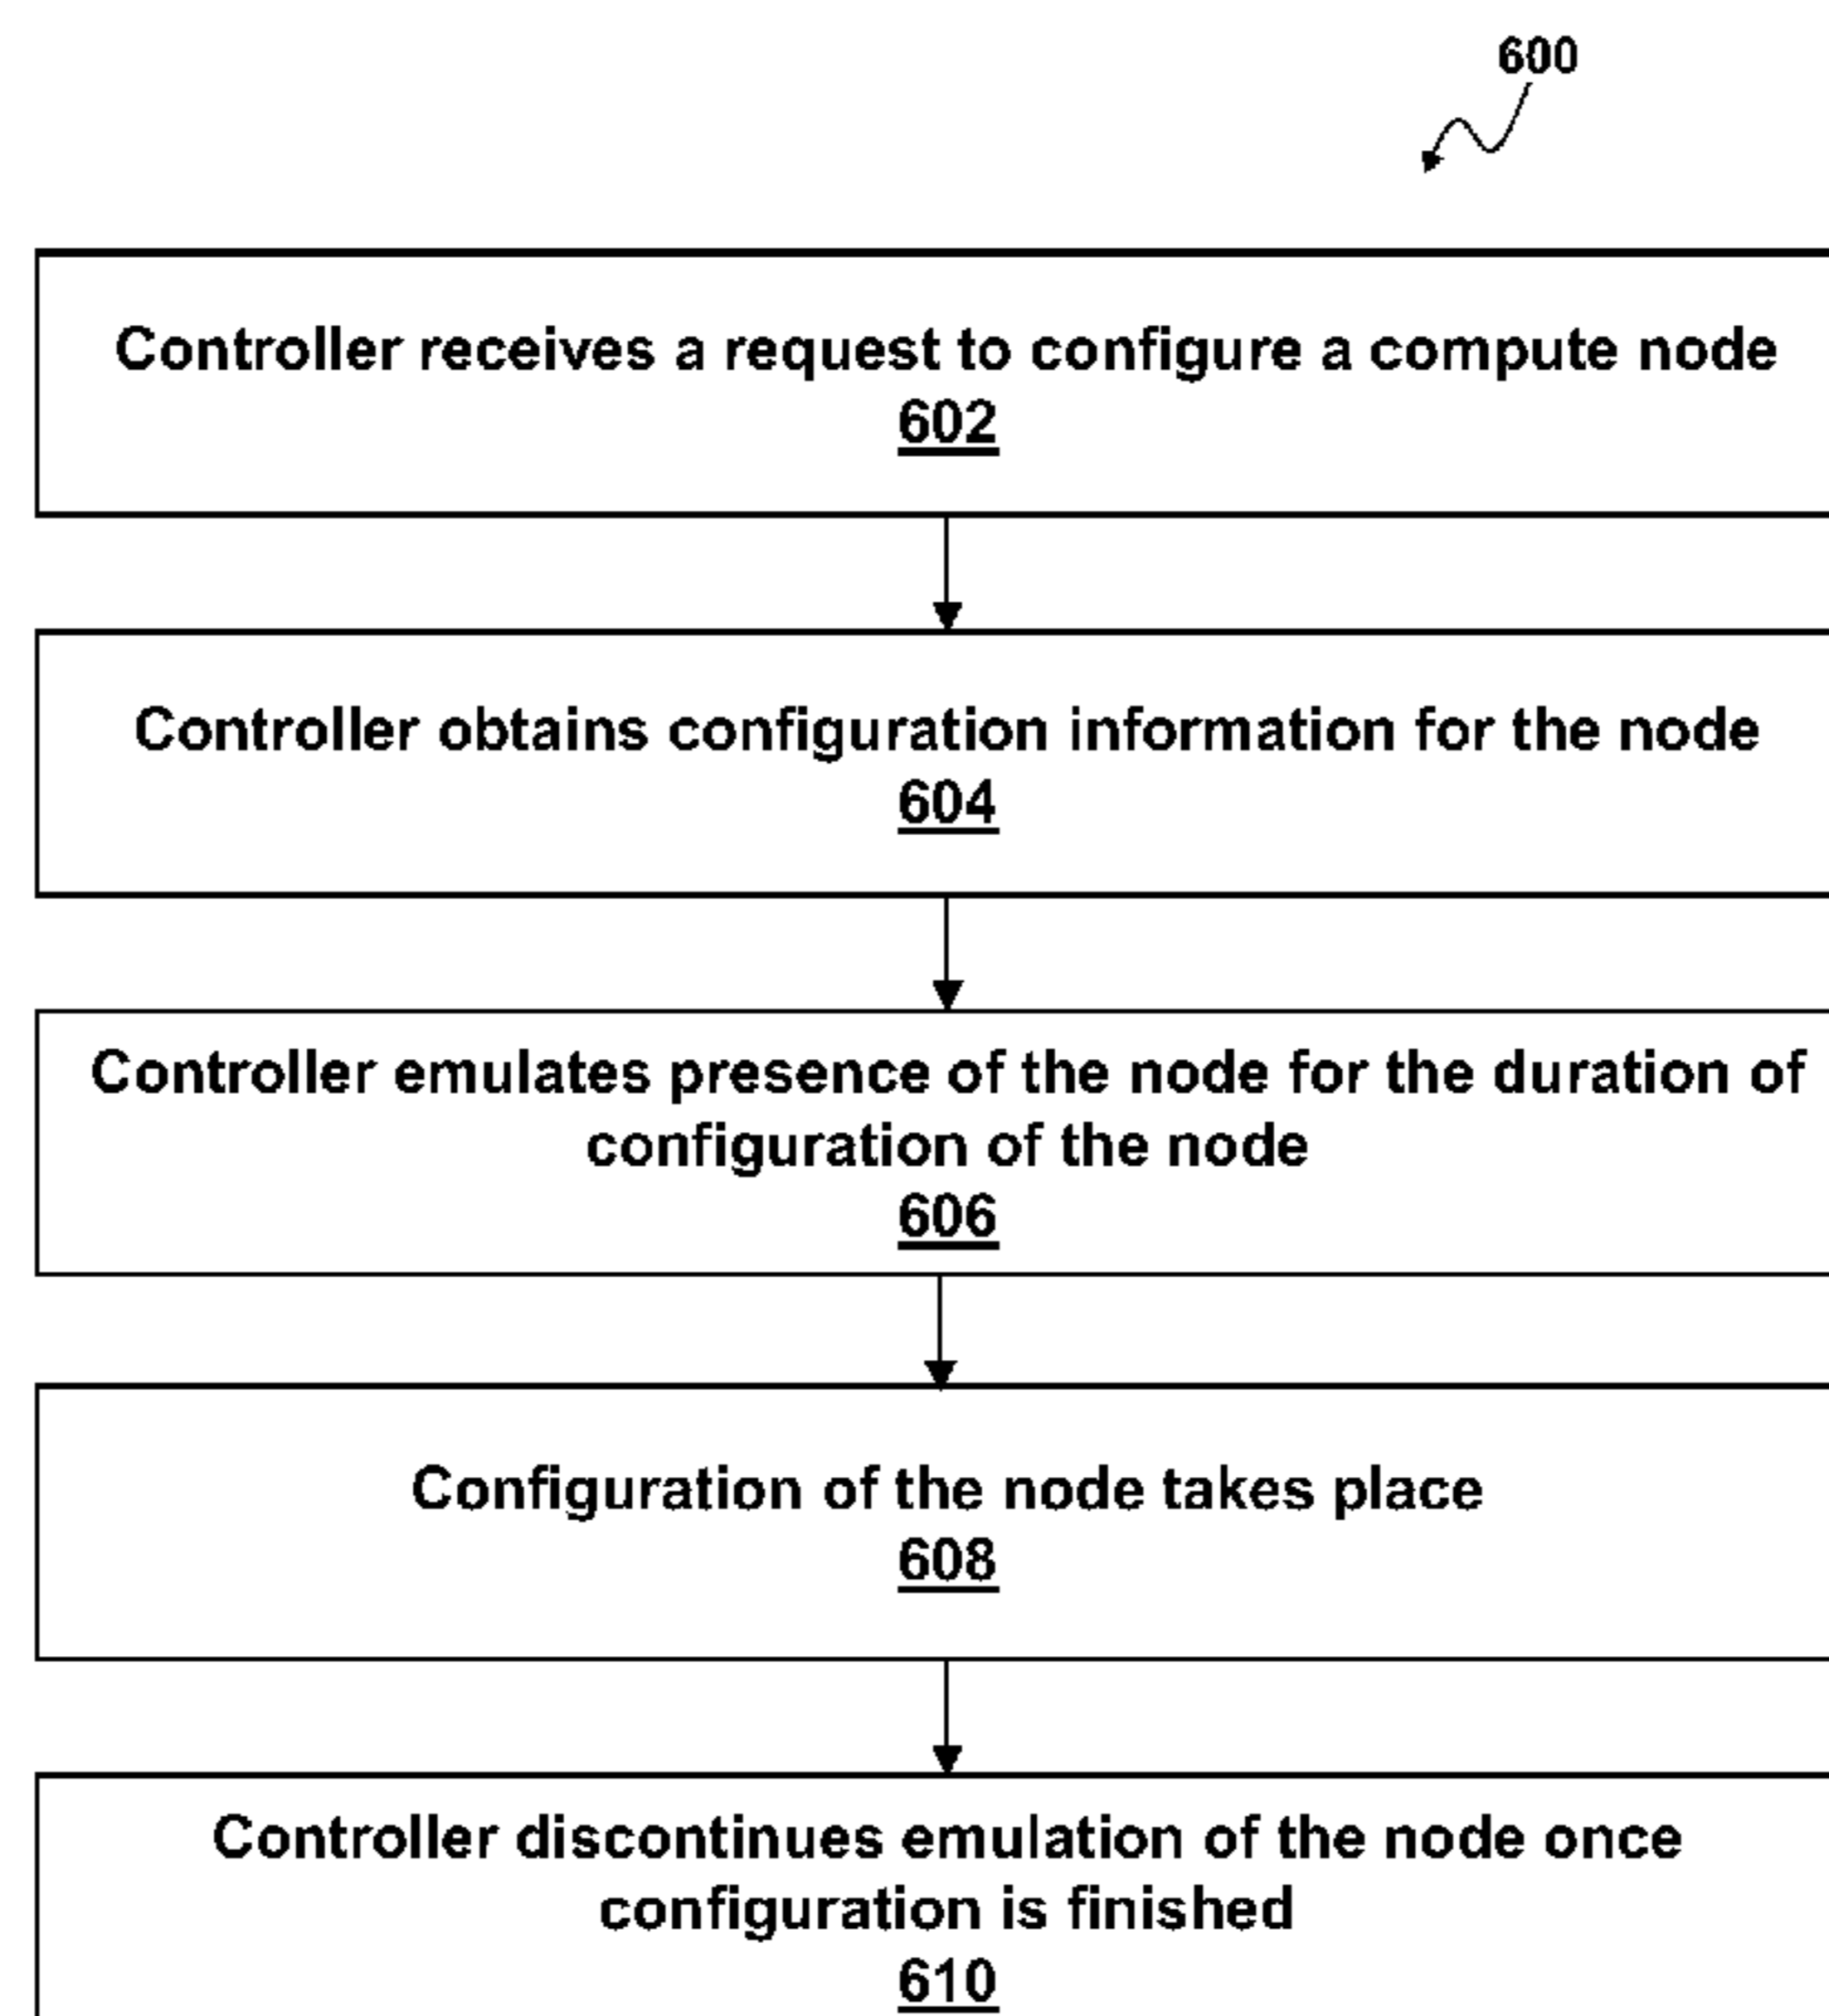 600
Controller receives a request to configure a compute node
602
Controller obtains configuration information for the node
604
Controller emulates presence of the node for the duration of
configuration of the node
606
Configuration of the node takes place
608
Controller discontinues emulation of the node once
configuration is finished
610